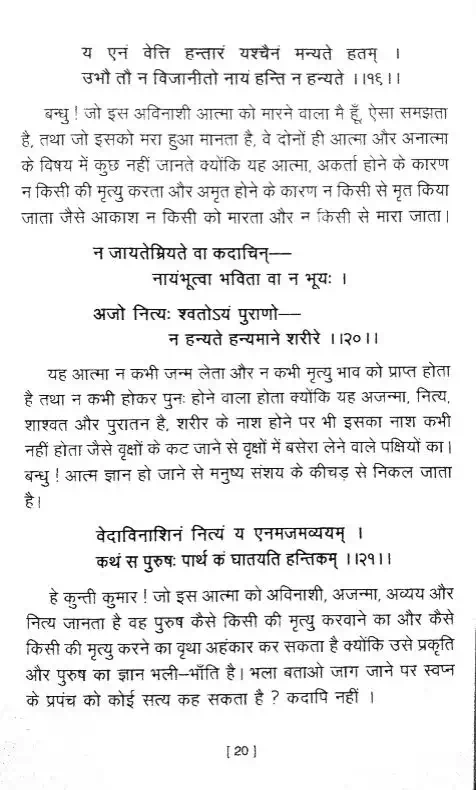 य एनं वेत्ति हन्तारं यश्चैनं मन्यते हतम् ।
उभौ तौ न विजानीतो नायं हन्ति न हन्यते ।।१६।।
बन्धु ! जो इस अविनाशी आत्मा को मारने वाला मै हूँ, ऐसा समझता
है, तथा जो इसको मरा हुआ मानता है, वे दोनों ही आत्मा और अनात्मा
के विषय में कुछ नहीं जानते क्योंकि यह आत्मा, अकर्ता होने के कारण
न किसी की मृत्यु करता और अमृत होने के कारण न किसी से मृत किया
जाता जैसे आकाश न किसी को मारता और न किसी से मारा जाता।
न जायतेम्रियते वा कदाचिन्––
नायंभूत्वा भविता वा न भूयः ।
अजो नित्यः श्वतोऽयं पुराणो––
न हन्यते हन्यमाने शरीरे ।।२०।।
यह आत्मा न कभी जन्म लेता और न कभी मृत्यु भाव को प्राप्त होता
है तथा न कभी होकर पुनः होने वाला होता क्योंकि यह अजन्मा, नित्य,
शाश्वत और पुरातन है, शरीर के नाश होने पर भी इसका नाश कभी
नहीं होता जैसे वृक्षों के कट जाने से वृक्षों में बसेरा लेने वाले पक्षियों का।
बन्धु ! आत्म ज्ञान हो जाने से मनुष्य संशय के कीचड़ से निकल जाता
है।
वेदाविनाशिनं नित्यं य एनमजमव्ययम् ।
कथं स पुरुषः पार्थ कं घातयति हन्तिकम् ।।२१।।
हे कुन्ती कुमार ! जो इस आत्मा को अविनाशी, अजन्मा, अव्यय और
नित्य जानता है वह पुरुष कैसे किसी की मृत्यु करवाने का और कैसे
किसी की मृत्यु करने का वृथा अहंकार कर सकता है क्योंकि उसे प्रकृति
और पुरुष का ज्ञान भली–भाँति है। भला बताओ जाग जाने पर स्वप्न
के प्रपंच को कोई सत्य कह सकता है ? कदापि नहीं ।
[ 20 ]